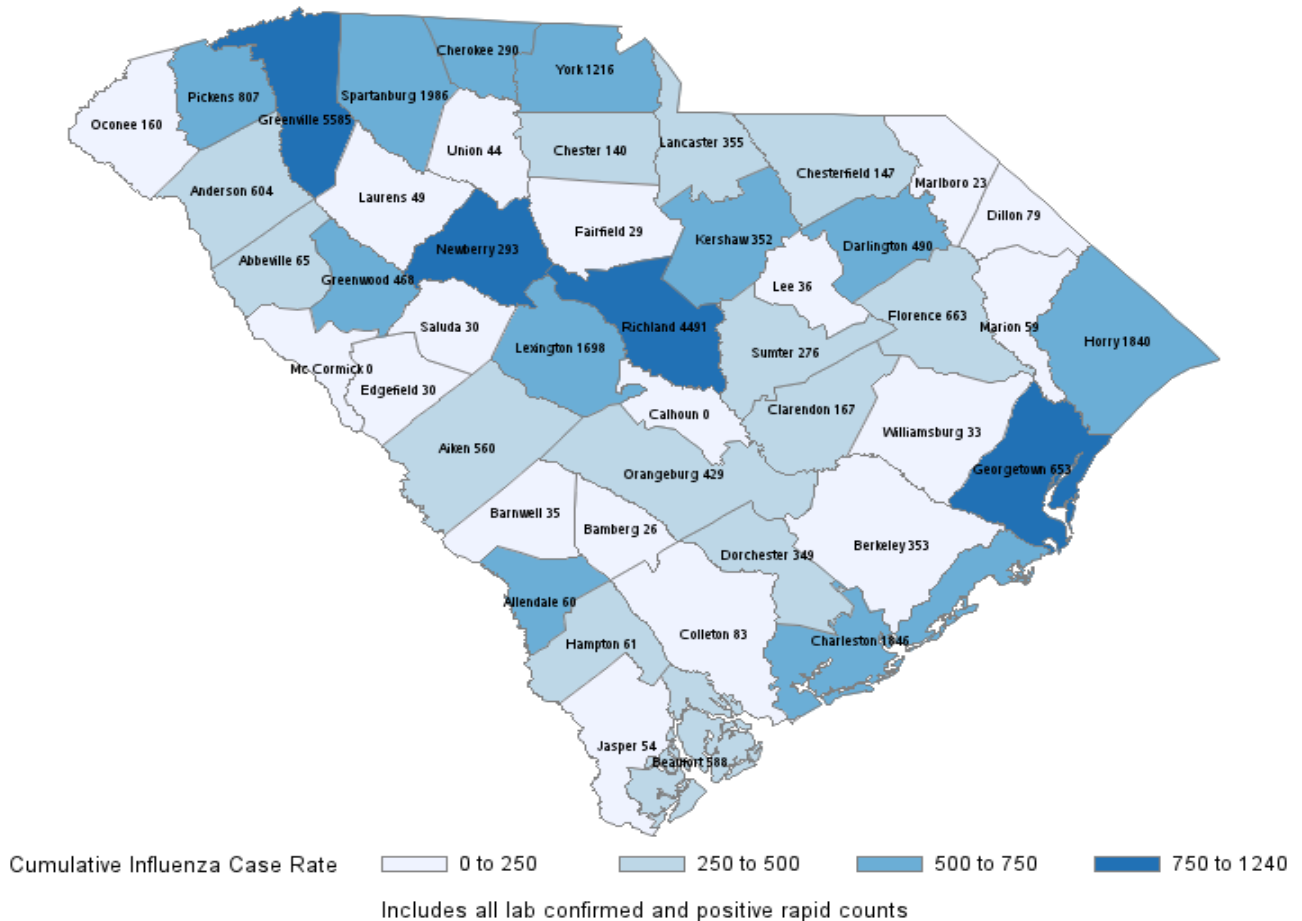 Cherokee 290
York 1216
Pickens 807
Spartanburg 1986
Greenville 5585
Oconee 160
Union 44
Chester 140
Lancaster 355
Chesterfield 147
Marlboro 23
Anderson 604
Laurens 49
Dillon 79
Fairfield 29
Kershaw 352
Darlington 490
Newberry 293
Abbeville 65
Greenwood 468
Lee 36
Florence 663
Saluda 30
Richland 4491
Marion 59
Horry 1840
Lexington 1698
Sumter 276
Mc Cormick 0
Edgefield 30
Calhoun 0
Clarendon 167
Williamsburg 33
Aiken 560
Orangeburg 429
Georgetown 653
Barnwell 35
Bamberg 26
Berkeley 353
Dorchester 349
Allendale 60
Colleton 83
Charleston 1846
Hampton 61
Jasper 54
Beaufort 588
Cumulative Influenza Case Rate 0 to 250 250 to 500 500 to 750 750 to 1240
Includes all lab confirmed and positive rapid counts